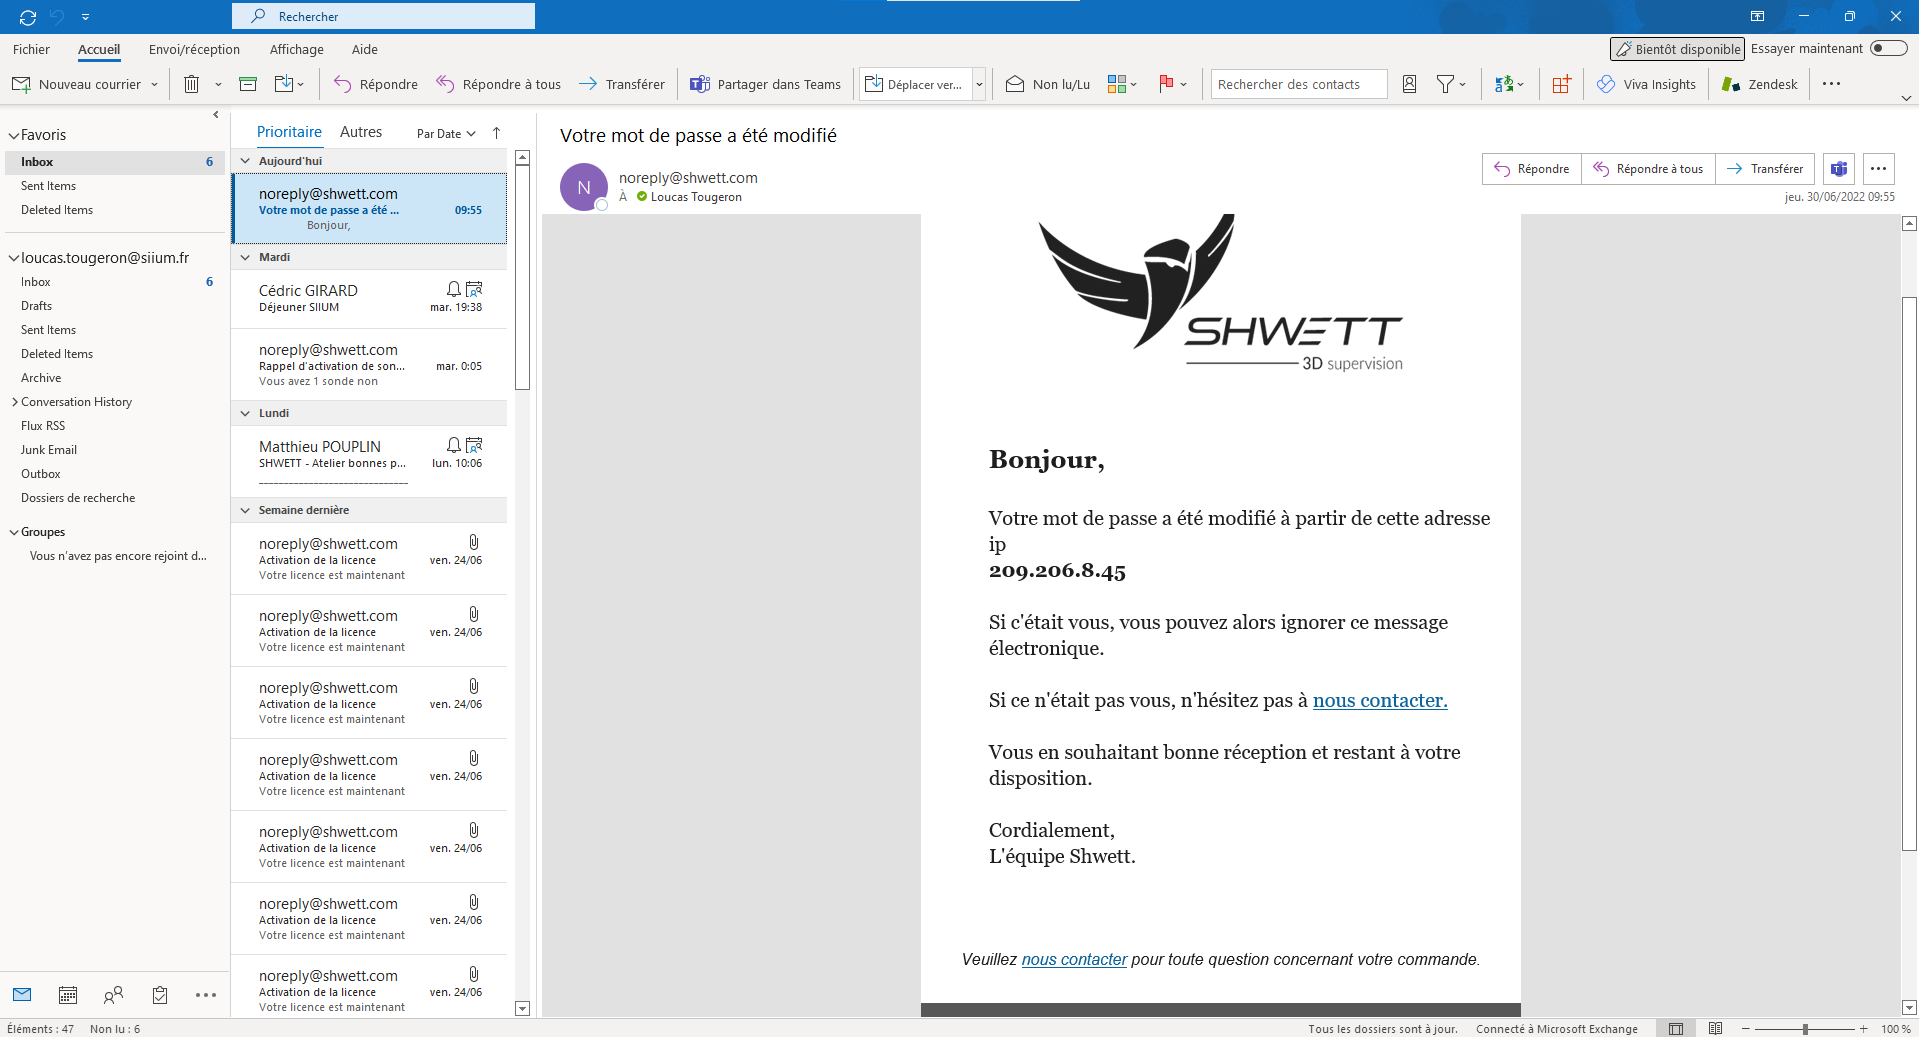 Rechercher
Fichier
Accueil
Envoi/réception
Affichage
Aide
Bientôt disponible
Essayer maintenant
Nouveau courrier
Répondre
Répondre à tous
Transférer
Partager dans Teams
Déplacer ver...
Non lu/Lu
Rechercher des contacts
Viva Insights
Zendesk
Favoris
Inbox 6
Sent Items
Deleted Items
loucas.tougeron@siium.fr
Inbox 6
Drafts
Sent Items
Deleted Items
Archive
Conversation History
Flux RSS
Junk Email
Outbox
Dossiers de recherche
Groupes
Vous n'avez pas encore rejoint d...
Prioritaire
Autres
Par Date
Aujourd'hui
noreply@shwett.com
Votre mot de passe a été ... 09:55
Bonjour,
Mardi
Cédric GIRARD
Déjeuner SIIUM mar. 19:38
noreply@shwett.com
Rappel d'activation de son... mar. 0:05
Vous avez 1 sonde non
Lundi
Matthieu POUPLIN
SHWETT - Atelier bonnes p... lun. 10:06
______________________________
Semaine dernière
noreply@shwett.com
Activation de la licence ven. 24/06
Votre licence est maintenant
noreply@shwett.com
Activation de la licence ven. 24/06
Votre licence est maintenant
noreply@shwett.com
Activation de la licence ven. 24/06
Votre licence est maintenant
noreply@shwett.com
Activation de la licence ven. 24/06
Votre licence est maintenant
noreply@shwett.com
Activation de la licence ven. 24/06
Votre licence est maintenant
noreply@shwett.com
Activation de la licence ven. 24/06
Votre licence est maintenant
noreply@shwett.com
Activation de la licence ven. 24/06
Votre licence est maintenant
Votre mot de passe a été modifié
N
noreply@shwett.com
À Loucas Tougeron
Répondre
Répondre à tous
Transférer
jeu. 30/06/2022 09:55
SHWETT
3D supervision
Bonjour,
Votre mot de passe a été modifié à partir de cette adresse
ip
209.206.8.45
Si c'était vous, vous pouvez alors ignorer ce message
électronique.
Si ce n'était pas vous, n'hésitez pas à nous contacter.
Vous en souhaitant bonne réception et restant à votre
disposition.
Cordialement,
L'équipe Shwett.
Veuillez nous contacter pour toute question concernant votre commande.
Éléments : 47
Non lu : 6
Tous les dossiers sont à jour.
Connecté à Microsoft Exchange
100 %